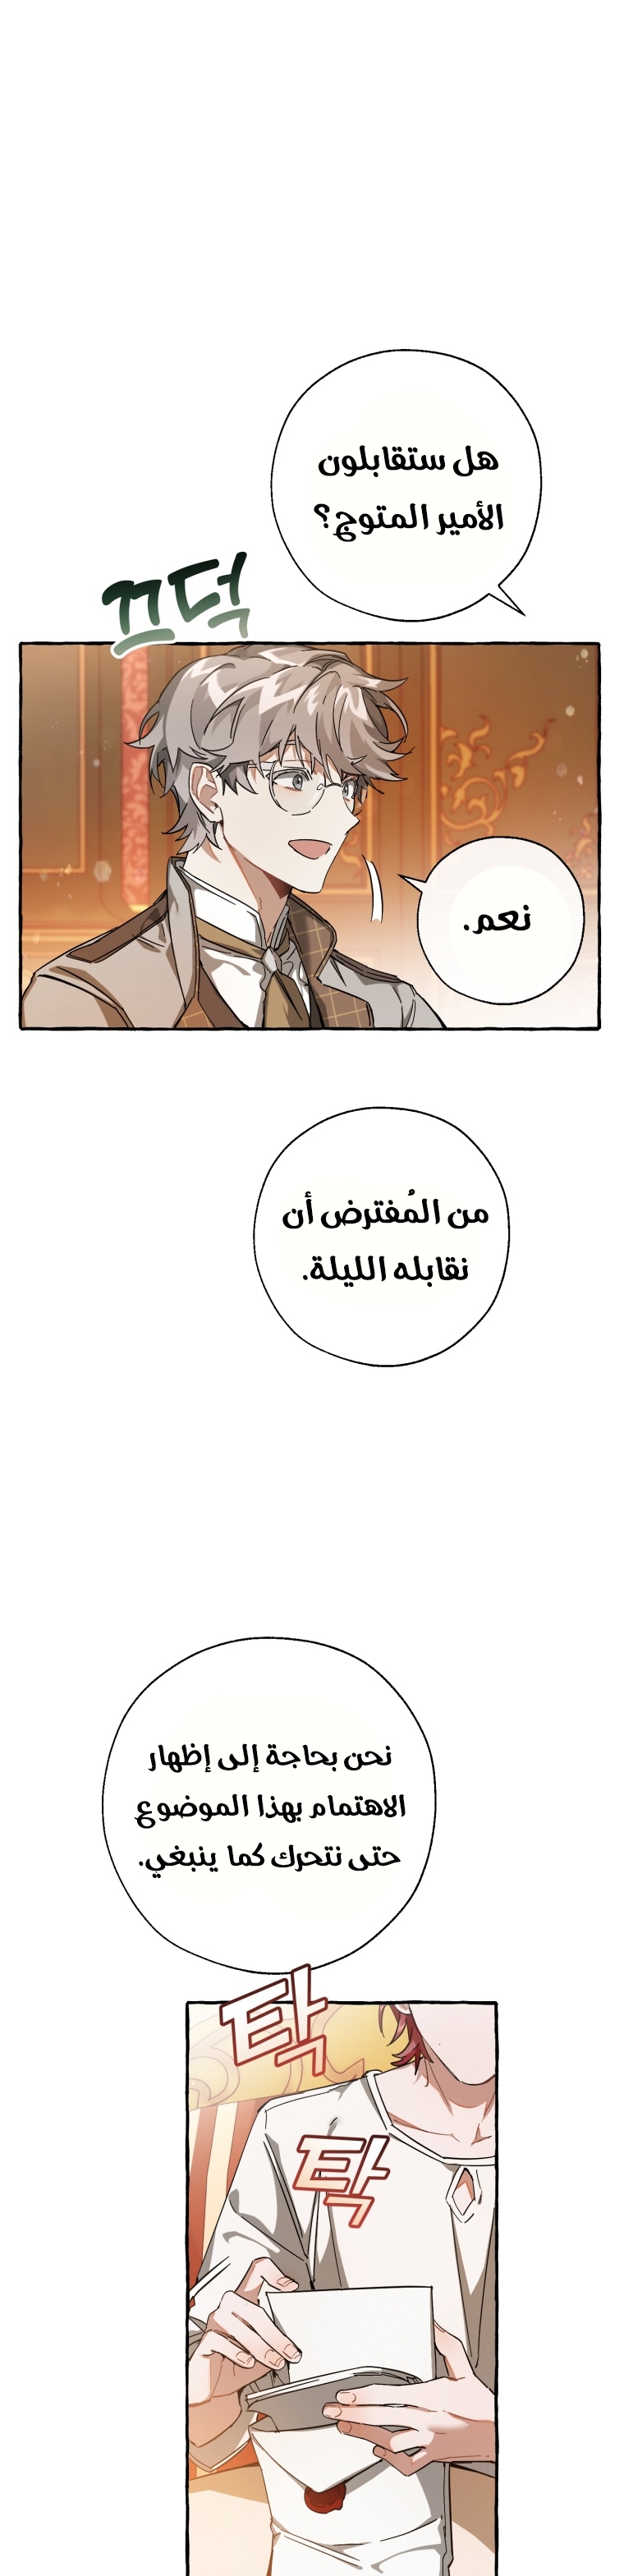 هل ستقابلون
الأمير المتوج؟
끄덕
نعم.
من المُفترض أن
نقابله الليلة.
نحن بحاجة إلى إظهار
الاهتمام بهذا الموضوع
حتى نتحرك كما ينبغي.
탁
탁